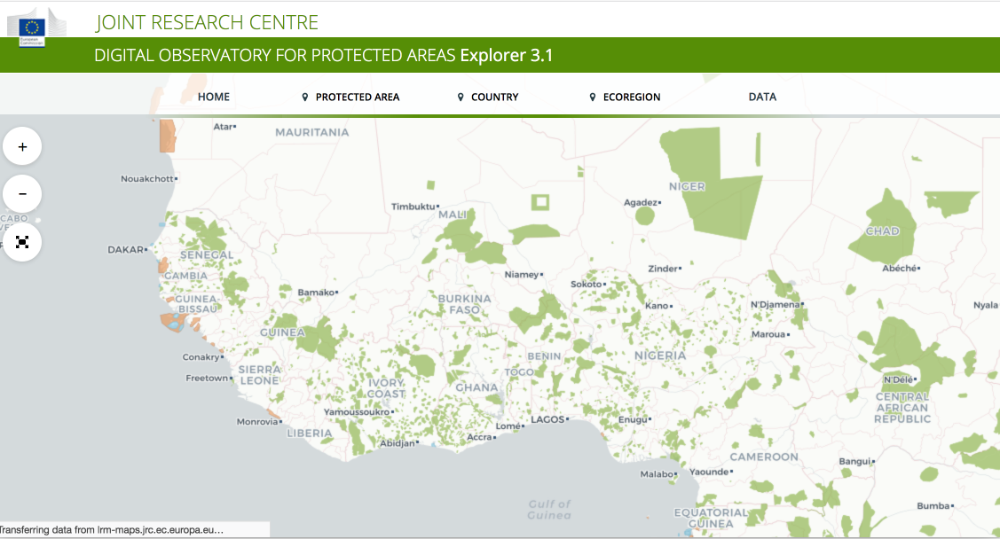 JOINT RESEARCH CENTRE
European
Commission
DIGITAL OBSERVATORY FOR PROTECTED AREAS Explorer 3.1
HOME
PROTECTED AREA
COUNTRY
ECOREGION
DATA
+
−
Atar
MAURITANIA
Nouakchott
CABO
Timbuktu
MALI
NIGER
Agadez
CHAD
Abéché
DAKAR
SENEGAL
GAMBIA
GUINEA-
BISSAU
Bamako
Niamey
Sokoto
Zinder
Kano
N'Djamena
Nyala
Maroua
BURKINA
FASO
GUINEA
Conakry
Freetown
SIERRA
LEONE
BENIN
TOGO
NIGERIA
IVORY
COAST
GHANA
N'Délé
CENTRAL
AFRICAN
REPUBLIC
Monrovia
LIBERIA
Yamoussoukro
Abidjan
Accra
Lomé
LAGOS
Enugu
CAMEROON
Bangui
Malabo
Yaounde
Gulf of
Guinea
EQUATORIAL
GUINEA
Bumba
Transferring data from lrm-maps.jrc.ec.europa.eu...